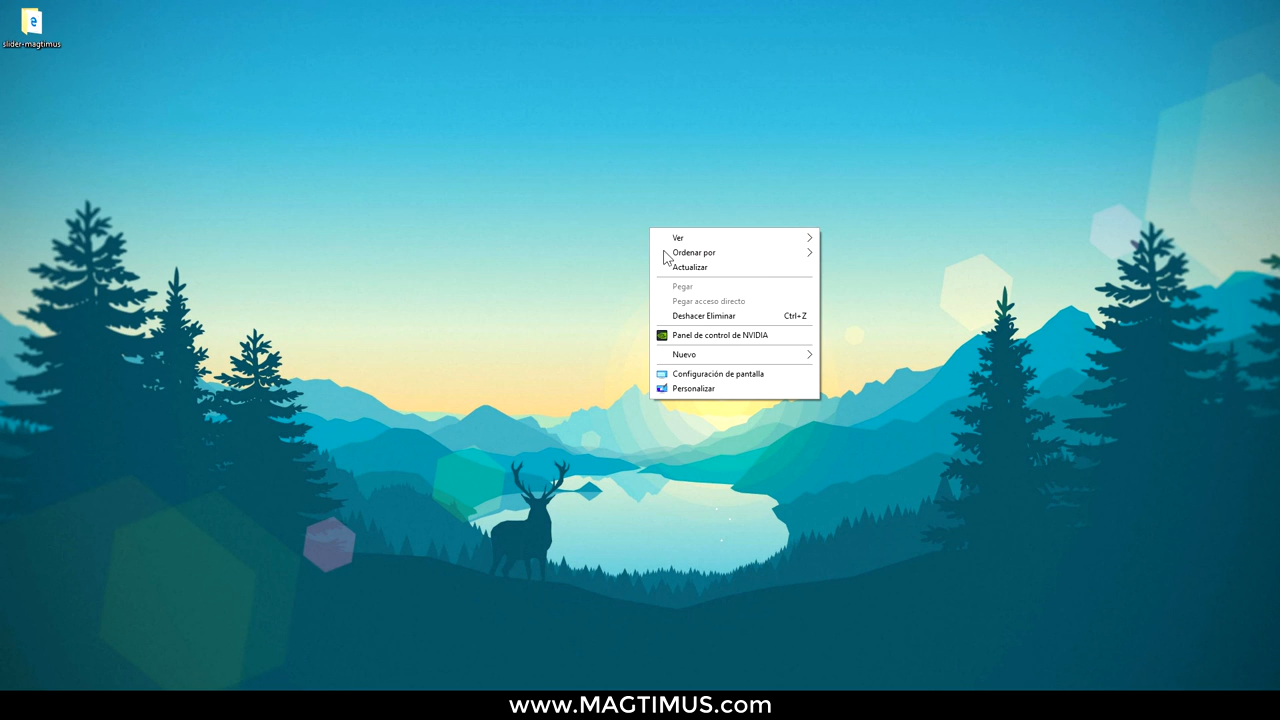 slider-magtimus
Ver
Ordenar por
Actualizar
Pegar
Pegar acceso directo
Deshacer Eliminar Ctrl+Z
Panel de control de NVIDIA
Nuevo
Configuración de pantalla
Personalizar
www.MAGTIMUS.com